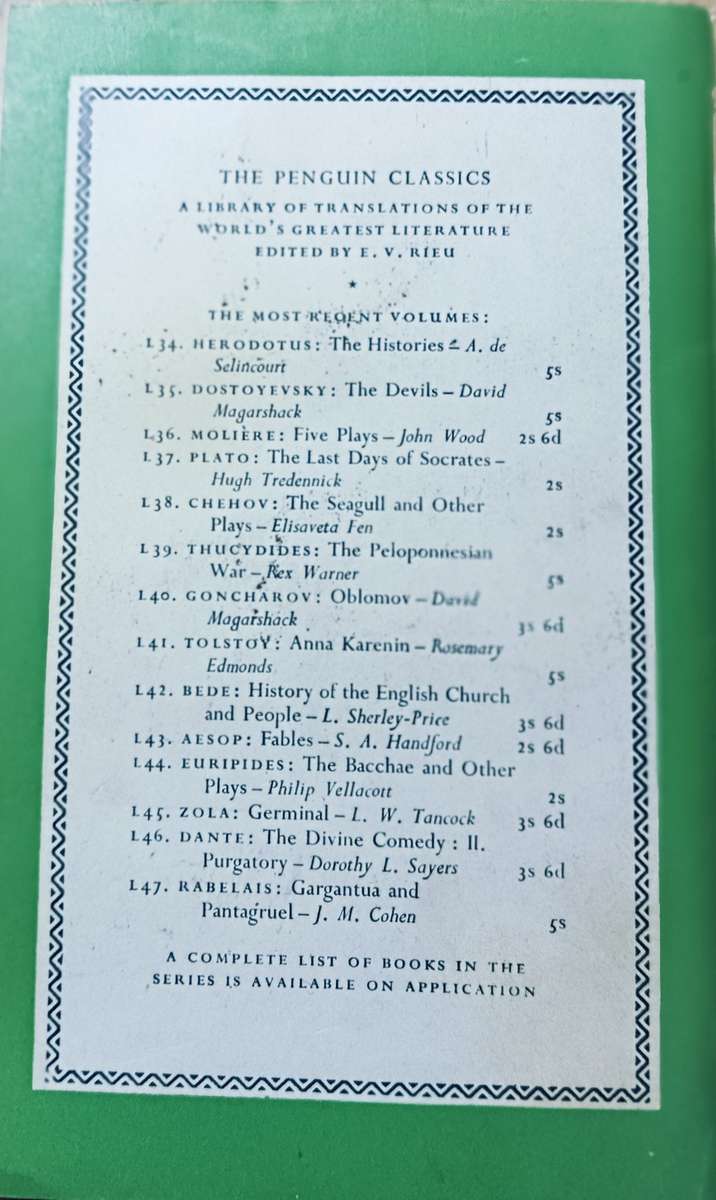 THE PENGUIN CLASSICS
A LIBRARY OF TRANSLATIONS OF THE
WORLD'S GREATEST LITERATURE
EDITED BY E. V. RIEU
THE MOST RECENT VOLUMES:
L34. HERODOTUS: The Histories – A. de
Selincourt 5s
L35. DOSTOYEVSKY: The Devils – David
Magarshack 5s
L36. MOLIÈRE: Five Plays – John Wood 2s 6d
L37. PLATO: The Last Days of Socrates –
Hugh Tredennick 2s
L38. CHEHOV: The Seagull and Other
Plays – Elisaveta Fen 2s
L39. THUCYDIDES: The Peloponnesian
War – Rex Warner 5s
L40. GONCHAROV: Oblomov – David
Magarshack 3s 6d
L41. TOLSTOY: Anna Karenin – Rosemary
Edmonds 5s
L42. BEDE: History of the English Church
and People – L. Sherley-Price 3s 6d
L43. AESOP: Fables – S. A. Handford 2s 6d
L44. EURIPIDES: The Bacchae and Other
Plays – Philip Vellacott 2s
L45. ZOLA: Germinal – L. W. Tancock 3s 6d
L46. DANTE: The Divine Comedy : II.
Purgatory – Dorothy L. Sayers 3s 6d
L47. RABELAIS: Gargantua and
Pantagruel – J. M. Cohen 5s
A COMPLETE LIST OF BOOKS IN THE
SERIES IS AVAILABLE ON APPLICATION